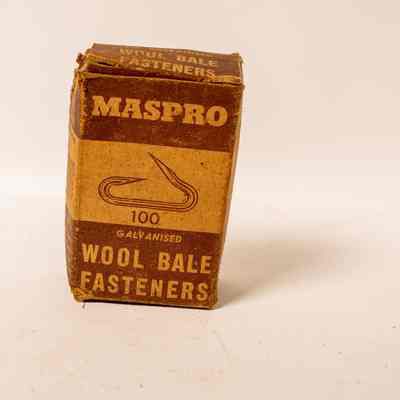 WOOL BALE
FASTENERS
MASPRO
100
GALVANISED
WOOL BALE
FASTENERS